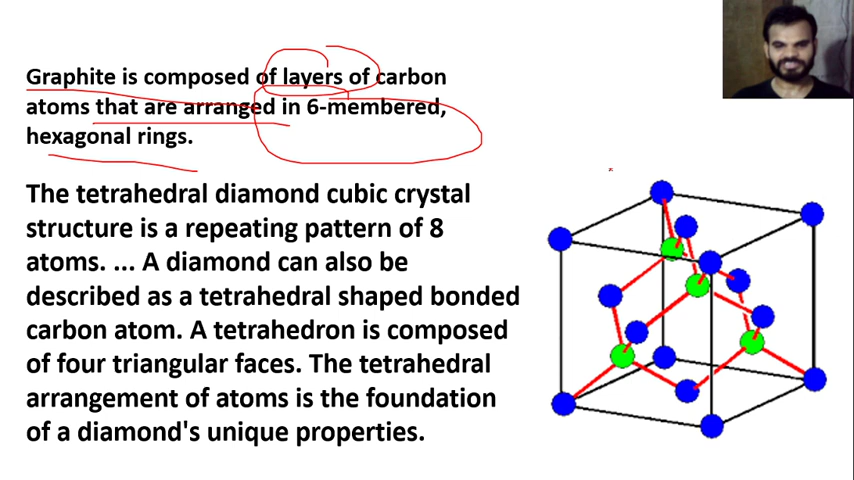 Graphite is composed of layers of carbon
atoms that are arranged in 6-membered,
hexagonal rings.
The tetrahedral diamond cubic crystal
structure is a repeating pattern of 8
atoms. ... A diamond can also be
described as a tetrahedral shaped bonded
carbon atom. A tetrahedron is composed
of four triangular faces. The tetrahedral
arrangement of atoms is the foundation
of a diamond's unique properties.